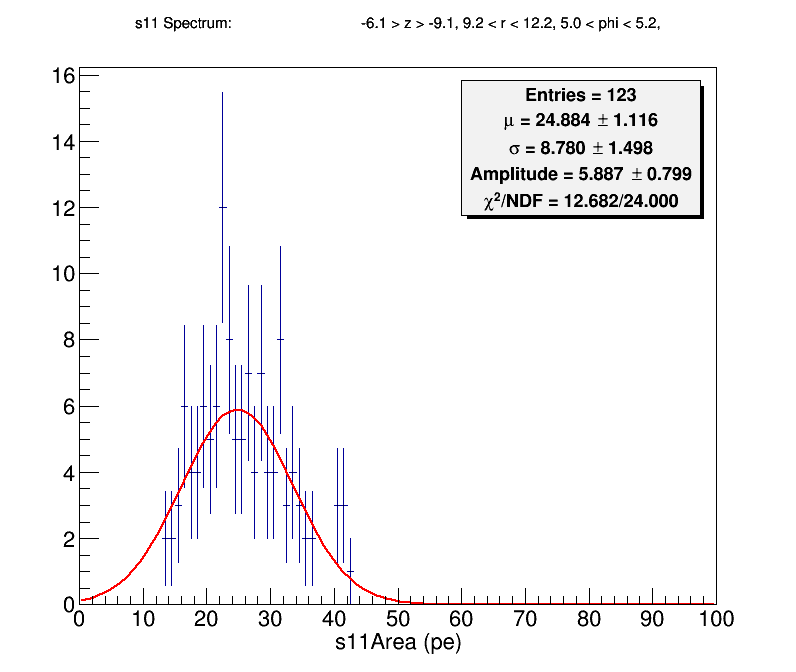 s11 Spectrum: -6.1 > z > -9.1, 9.2 < r < 12.2, 5.0 < phi < 5.2,
Entries = 123
μ = 24.884 ± 1.116
σ = 8.780 ± 1.498
Amplitude = 5.887 ± 0.799
χ²/NDF = 12.682/24.000
16
14
12
10
8
6
4
2
0
0 10 20 30 40 50 60 70 80 90 100
s11Area (pe)